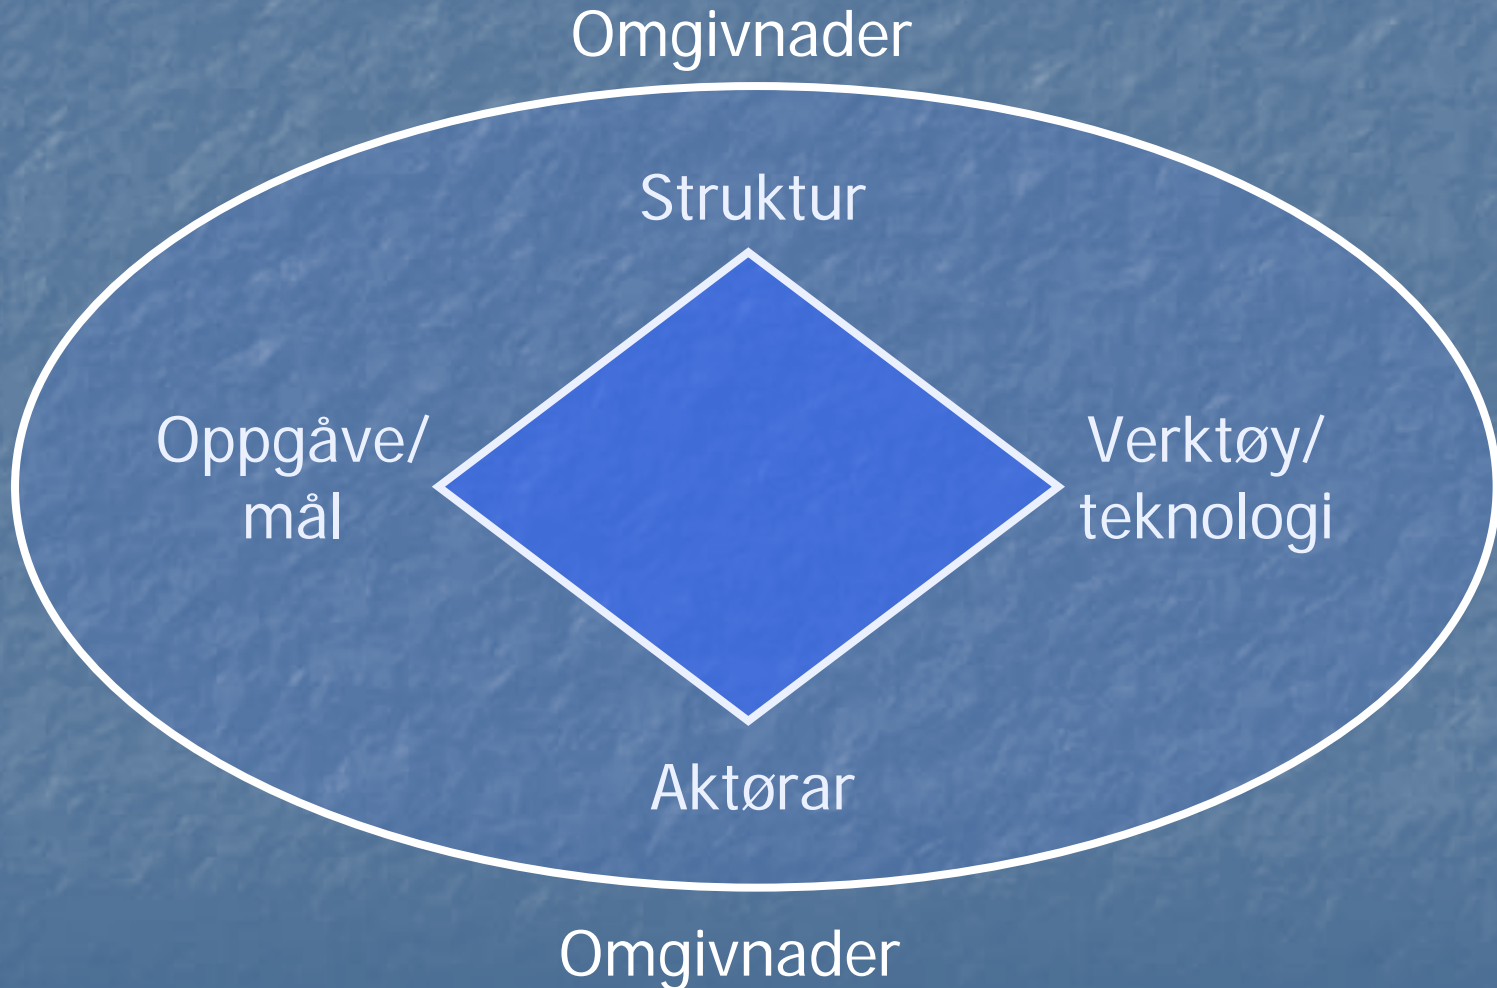 Omgivnader
Struktur
Oppgåve/
mål
Verktøy/
teknologi
Aktørar
Omgivnader